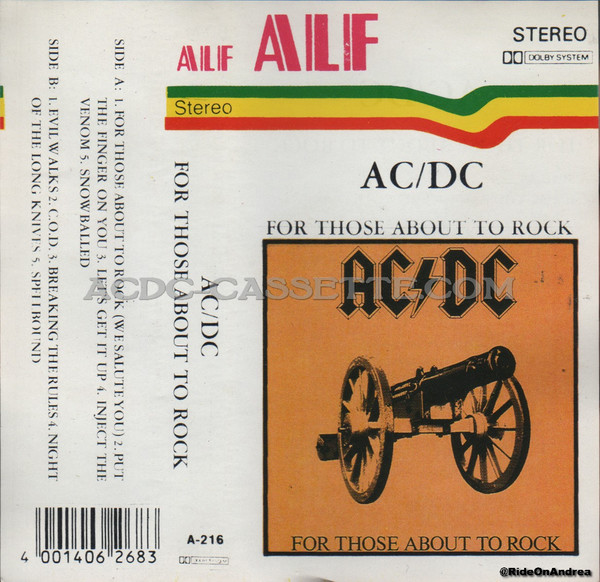 ALF
ALF
STEREO
DOLBY SYSTEM
Stereo
AC/DC
FOR THOSE ABOUT TO ROCK
AC/DC
FOR THOSE ABOUT TO ROCK
AC/DC
FOR THOSE ABOUT TO ROCK
SIDE A: 1. FOR THOSE ABOUT TO ROCK (WE SALUTE YOU) 2. PUT
THE FINGER ON YOU 3. LET'S GET IT UP 4. INJECT THE
VENOM 5. SNOWBALLED
SIDE B: 1. EVIL WALKS 2. C.O.D. 3. BREAKING THE RULES 4. NIGHT
OF THE LONG KNIVES 5. SPELLBOUND
ACDC-CASSETTE.COM
4 001406 2683
A-216
@RideOnAndrea